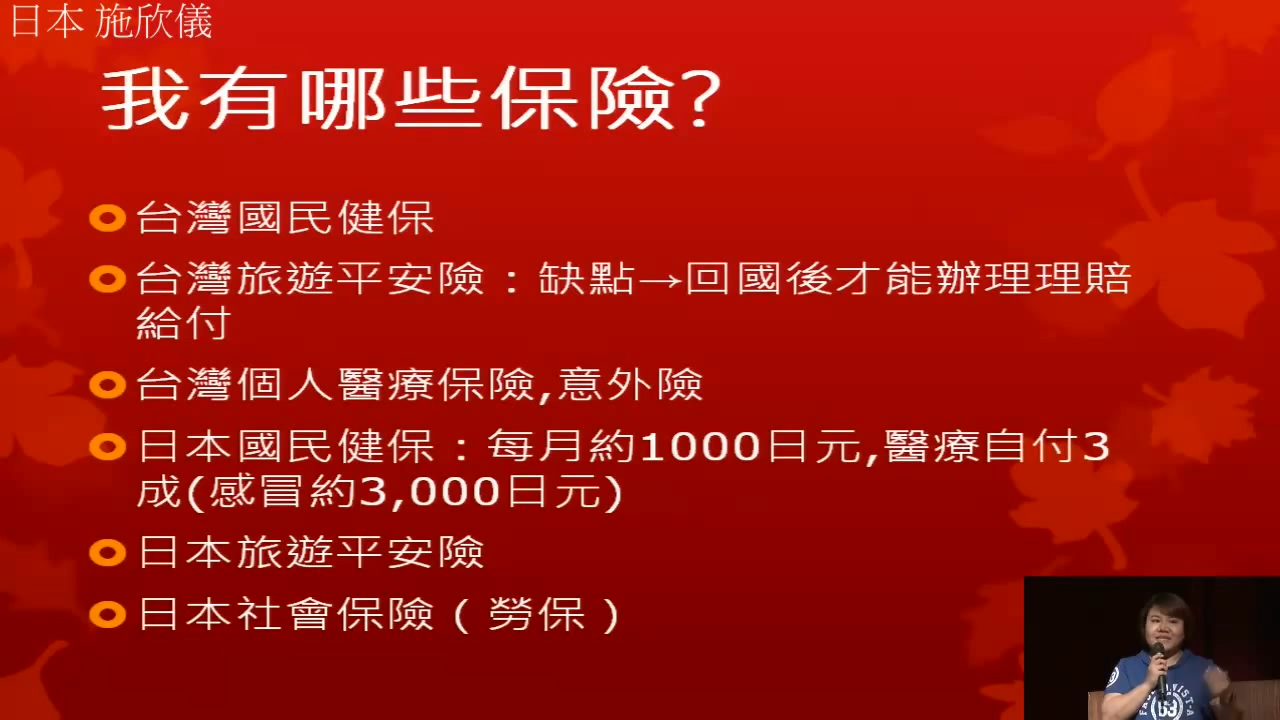 日本 施欣儀
我有哪些保險?
台灣國民健保
台灣旅遊平安險：缺點→回國後才能辦理理賠
給付
台灣個人醫療保險,意外險
日本國民健保：每月約1000日元,醫療自付3
成(感冒約3,000日元)
日本旅遊平安險
日本社會保險（勞保）
63